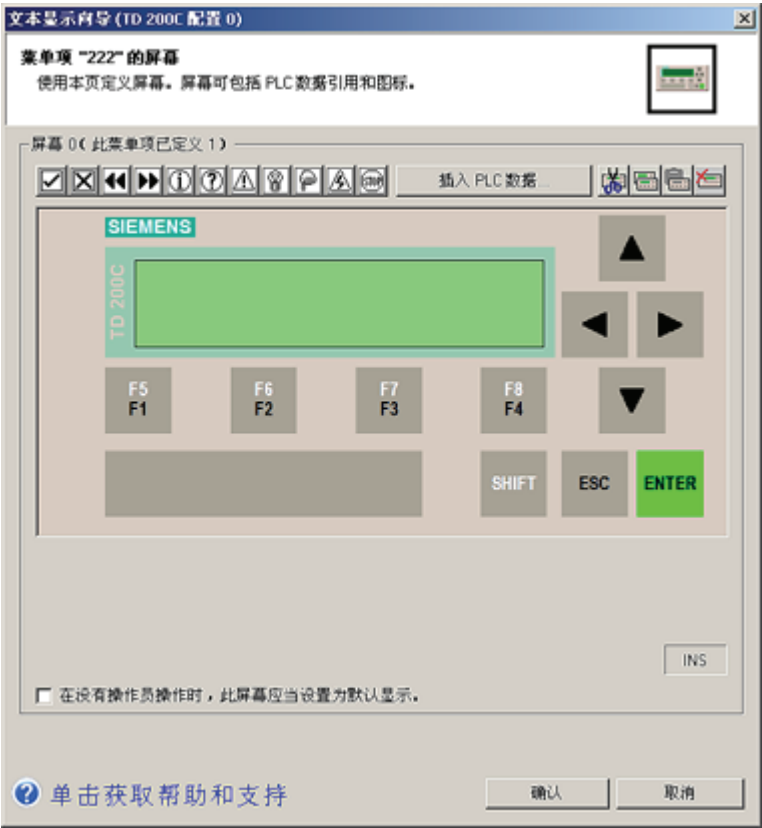 文本显示向导 (TD 200C 配置 0)
菜单项 "222" 的屏幕
使用本页定义屏幕。屏幕可包括 PLC 数据引用和图标。
屏幕 0( 此菜单项已定义 1)
STOP
插入 PLC 数据...
SIEMENS
TD 200C
F5 F6 F7 F8
F1 F2 F3 F4
SHIFT ESC ENTER
INS
在没有操作员操作时，此屏幕应当设置为默认显示。
单击获取帮助和支持
确认 取消